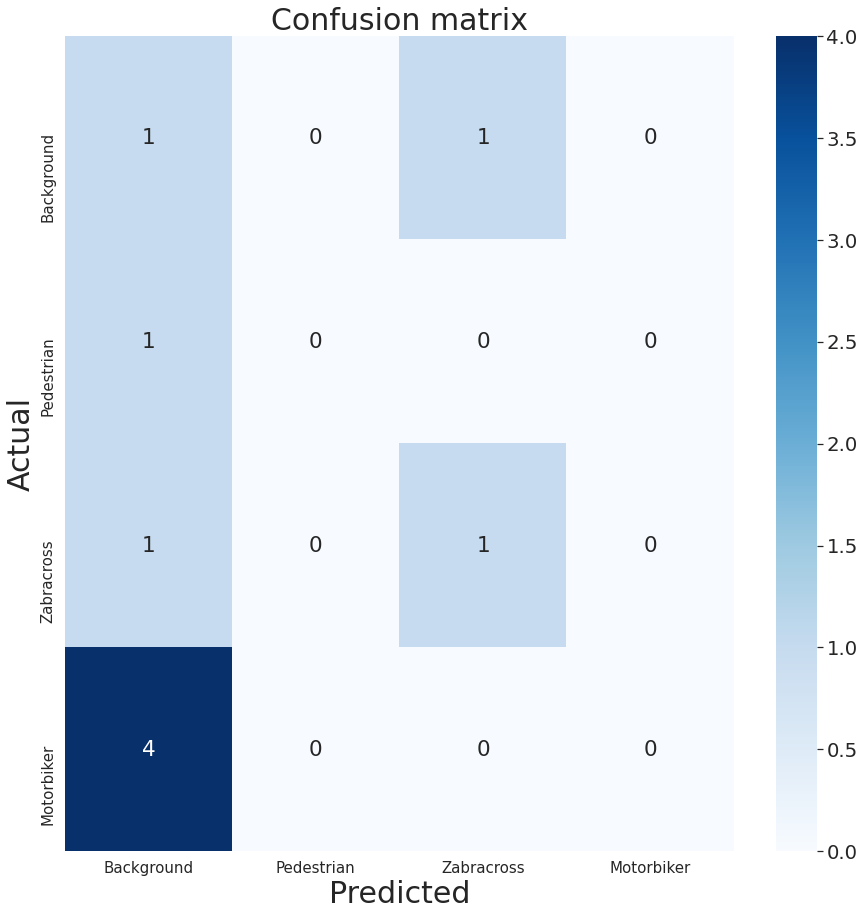 Confusion matrix
Actual
Background
1 0 1 0
Pedestrian
1 0 0 0
Zabracross
1 0 1 0
Motorbiker
4 0 0 0
Background Pedestrian Zabracross Motorbiker
Predicted
4.0
3.5
3.0
2.5
2.0
1.5
1.0
0.5
0.0